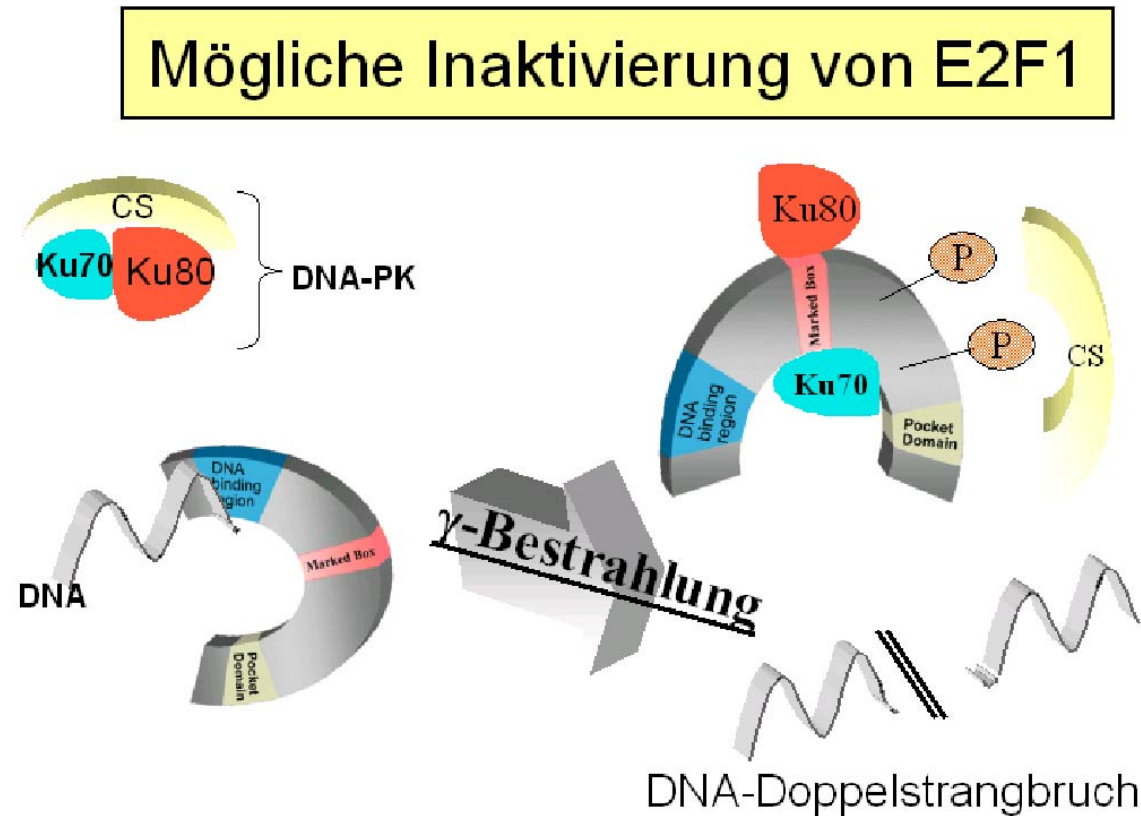 Mögliche Inaktivierung von E2F1
CS
Ku70 Ku80
DNA-PK
DNA
binding
region
DNA
Marked Box
Pocket
Domain
γ-Bestrahlung
Ku80
P
Marked Box
P
CS
Ku70
DNA
binding
region
Pocket
Domain
DNA-Doppelstrangbruch